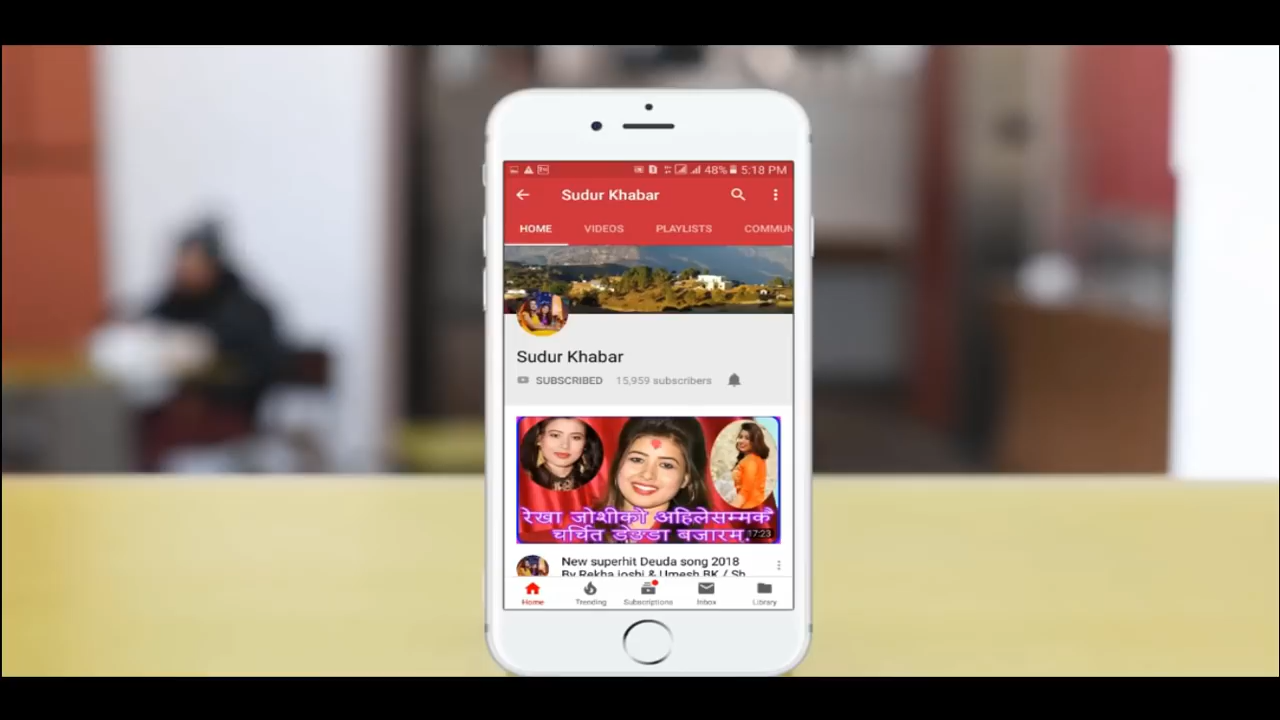 48% 5:18 PM
Sudur Khabar
HOME VIDEOS PLAYLISTS COMMUN
Sudur Khabar
SUBSCRIBED 15,959 subscribers
रेखा जोशीको अहिलेसम्मकै
चर्चित डेउडा बजारम.
17:23
New superhit Deuda song 2018
By Rekha joshi & Umesh BK / Sh
Home Trending Subscriptions Inbox Library